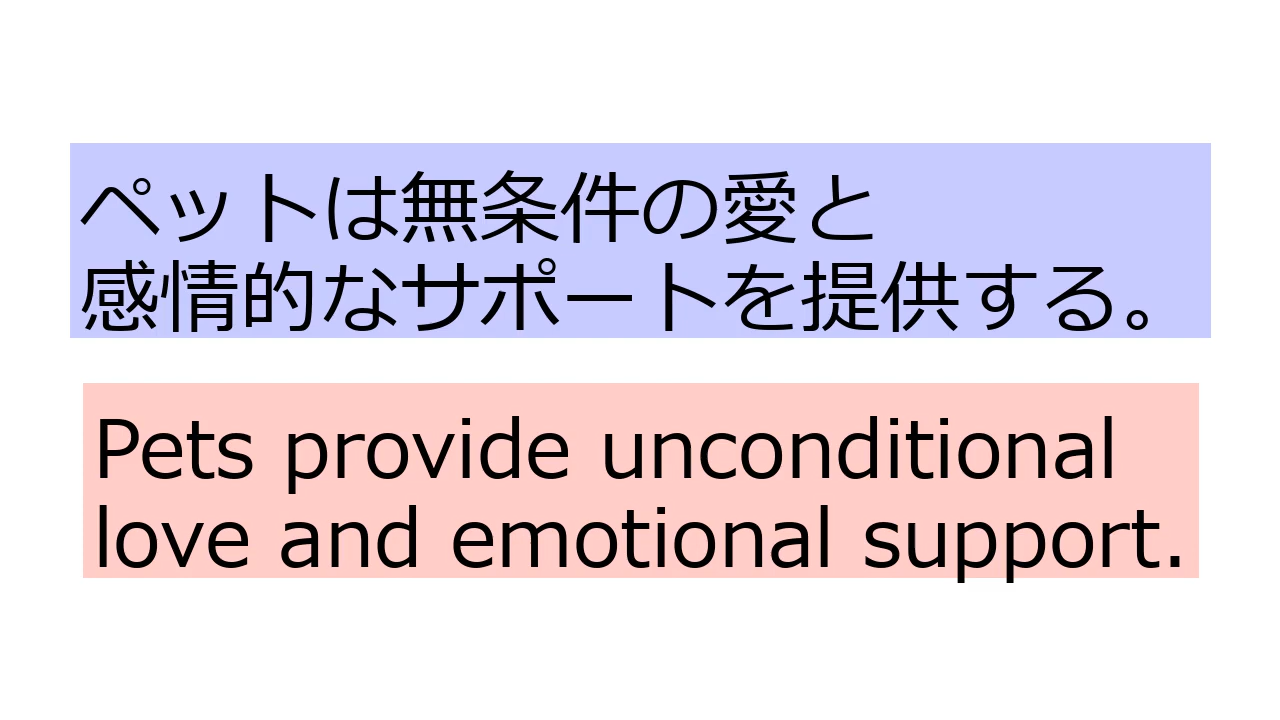 ペットは無条件の愛と
感情的なサポートを提供する。
Pets provide unconditional
love and emotional support.